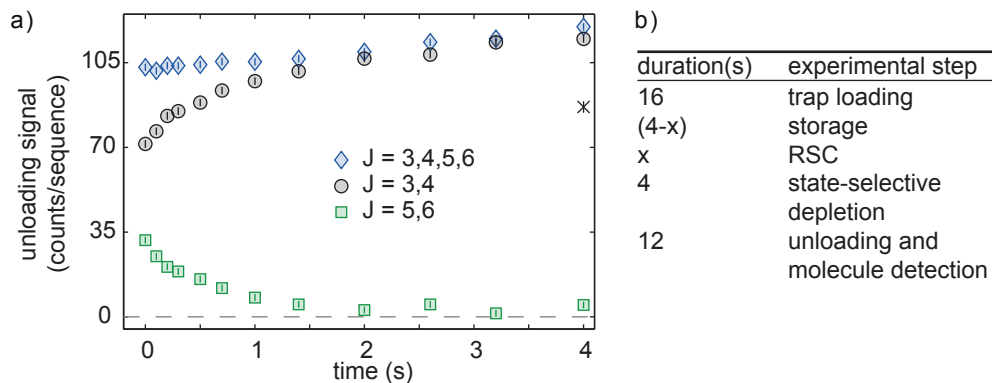 a)
unloading signal
(counts/sequence)
105
70
35
0
J = 3,4,5,6
J = 3,4
J = 5,6
0 1 2 3 4
time (s)
b)
duration(s) experimental step
16 trap loading
(4-x) storage
x RSC
4 state-selective
depletion
12 unloading and
molecule detection